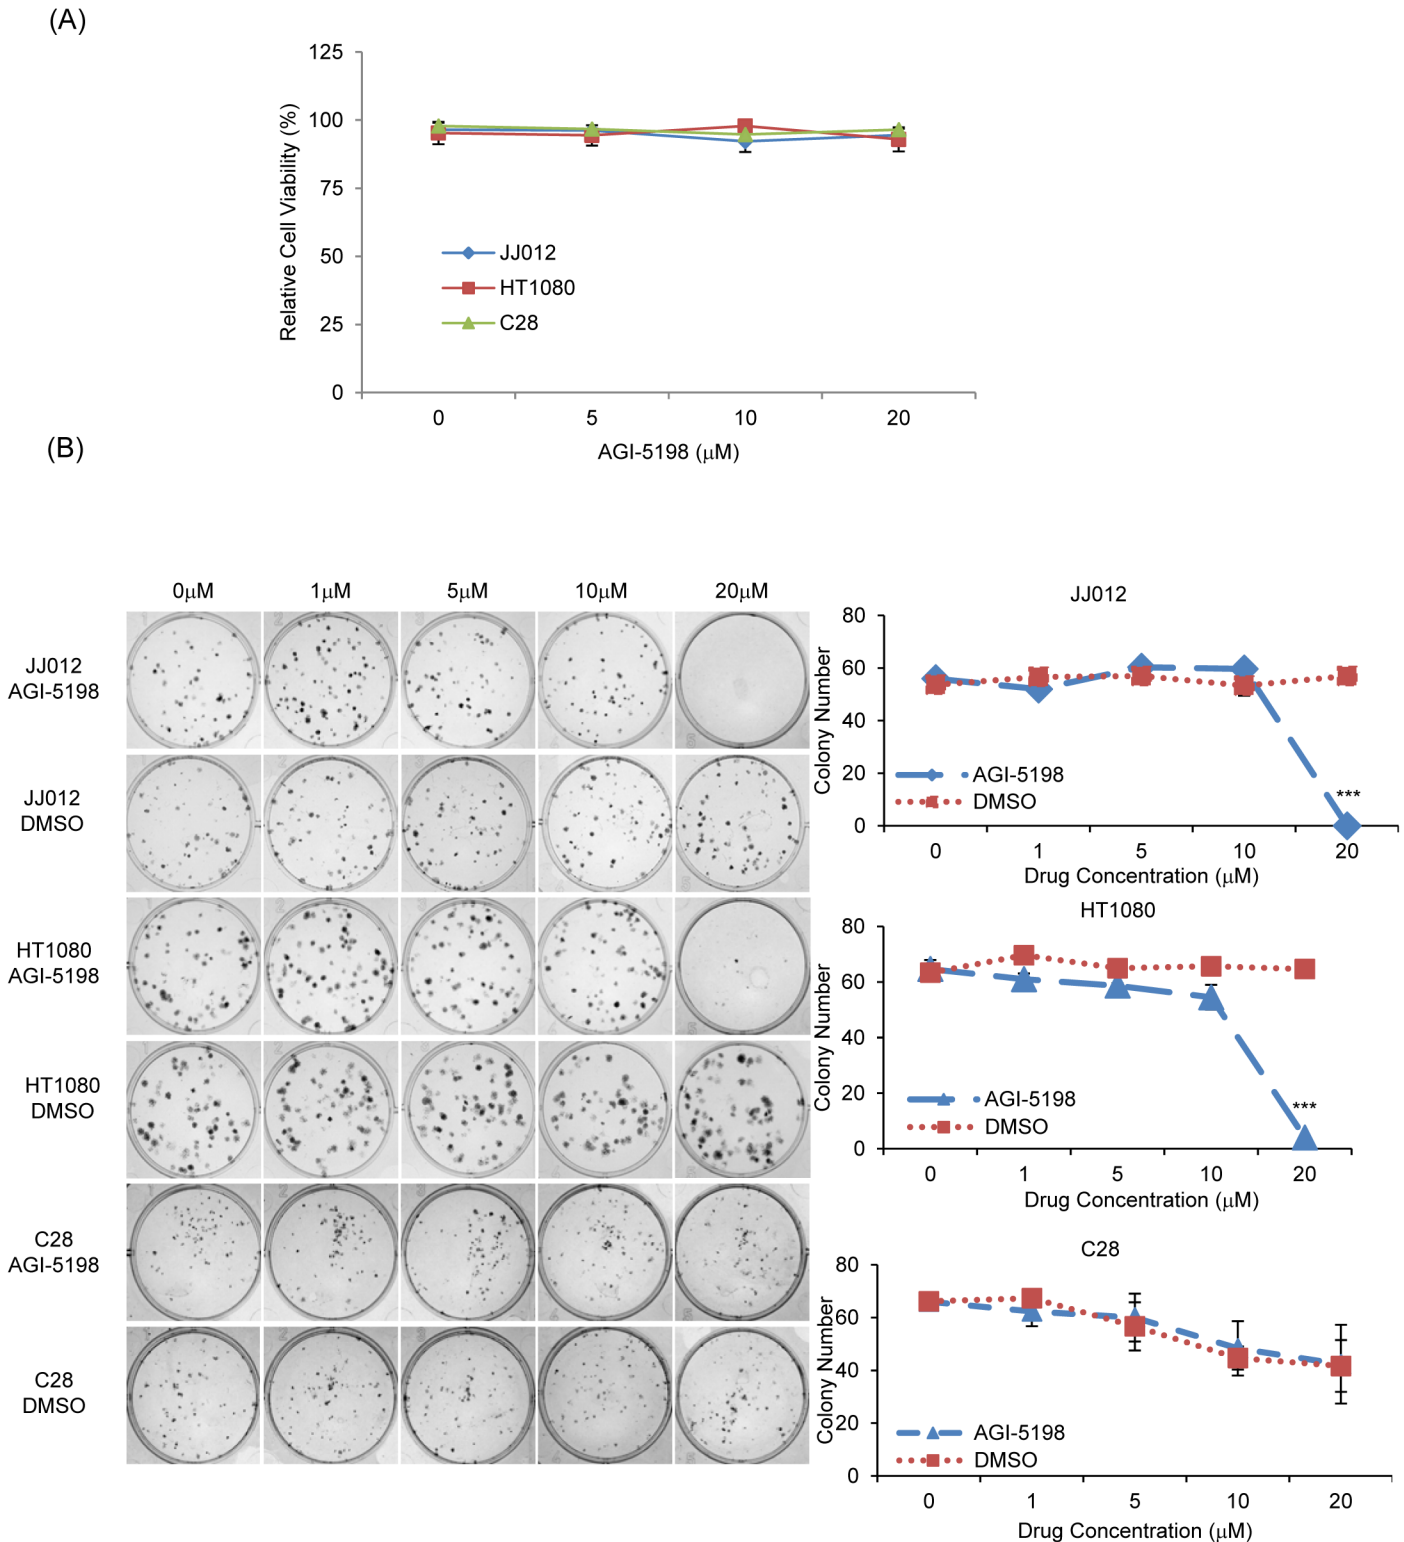 (A)
125
100
75
50
25
0
Relative Cell Viability (%)
JJ012
HT1080
C28
0 5 10 20
AGI-5198 (μM)
(B)
0μM 1μM 5μM 10μM 20μM
JJ012
AGI-5198
JJ012
DMSO
HT1080
AGI-5198
HT1080
DMSO
C28
AGI-5198
C28
DMSO
JJ012
80
60
40
20
0
Colony Number
AGI-5198
DMSO
***
0 1 5 10 20
Drug Concentration (μM)
HT1080
80
60
40
20
0
Colony Number
AGI-5198
DMSO
***
0 1 5 10 20
Drug Concentration (μM)
C28
80
60
40
20
0
Colony Number
AGI-5198
DMSO
0 1 5 10 20
Drug Concentration (μM)